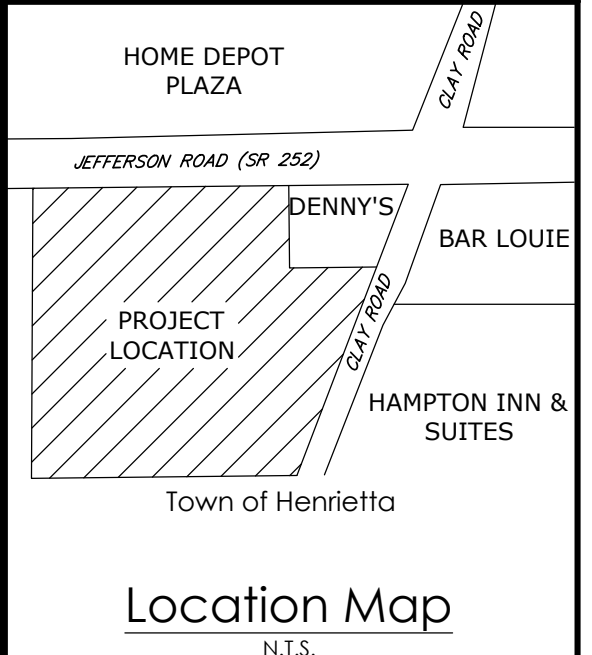 HOME DEPOT
PLAZA
CLAY ROAD
JEFFERSON ROAD (SR 252)
DENNY'S
BAR LOUIE
PROJECT
LOCATION
CLAY ROAD
HAMPTON INN &
SUITES
Town of Henrietta
Location Map
N.T.S.